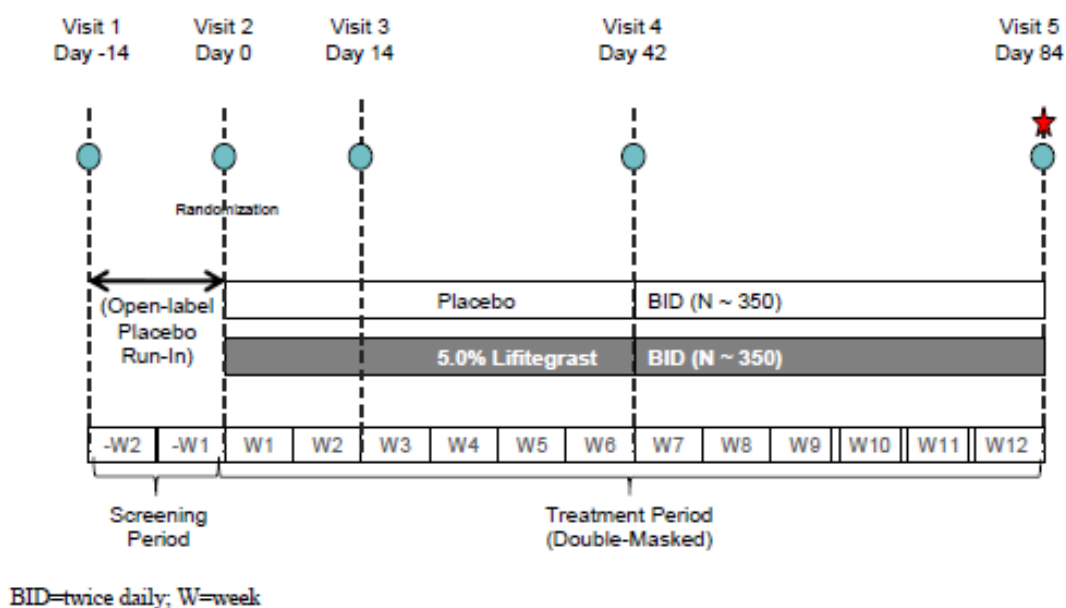 Visit 1
Day -14
Visit 2
Day 0
Visit 3
Day 14
Visit 4
Day 42
Visit 5
Day 84
Randomization
(Open-label
Placebo
Run-In)
Placebo BID (N ~ 350)
5.0% Lifitegrast BID (N ~ 350)
-W2 -W1 W1 W2 W3 W4 W5 W6 W7 W8 W9 W10 W11 W12
Screening
Period
Treatment Period
(Double-Masked)
BID=twice daily; W=week